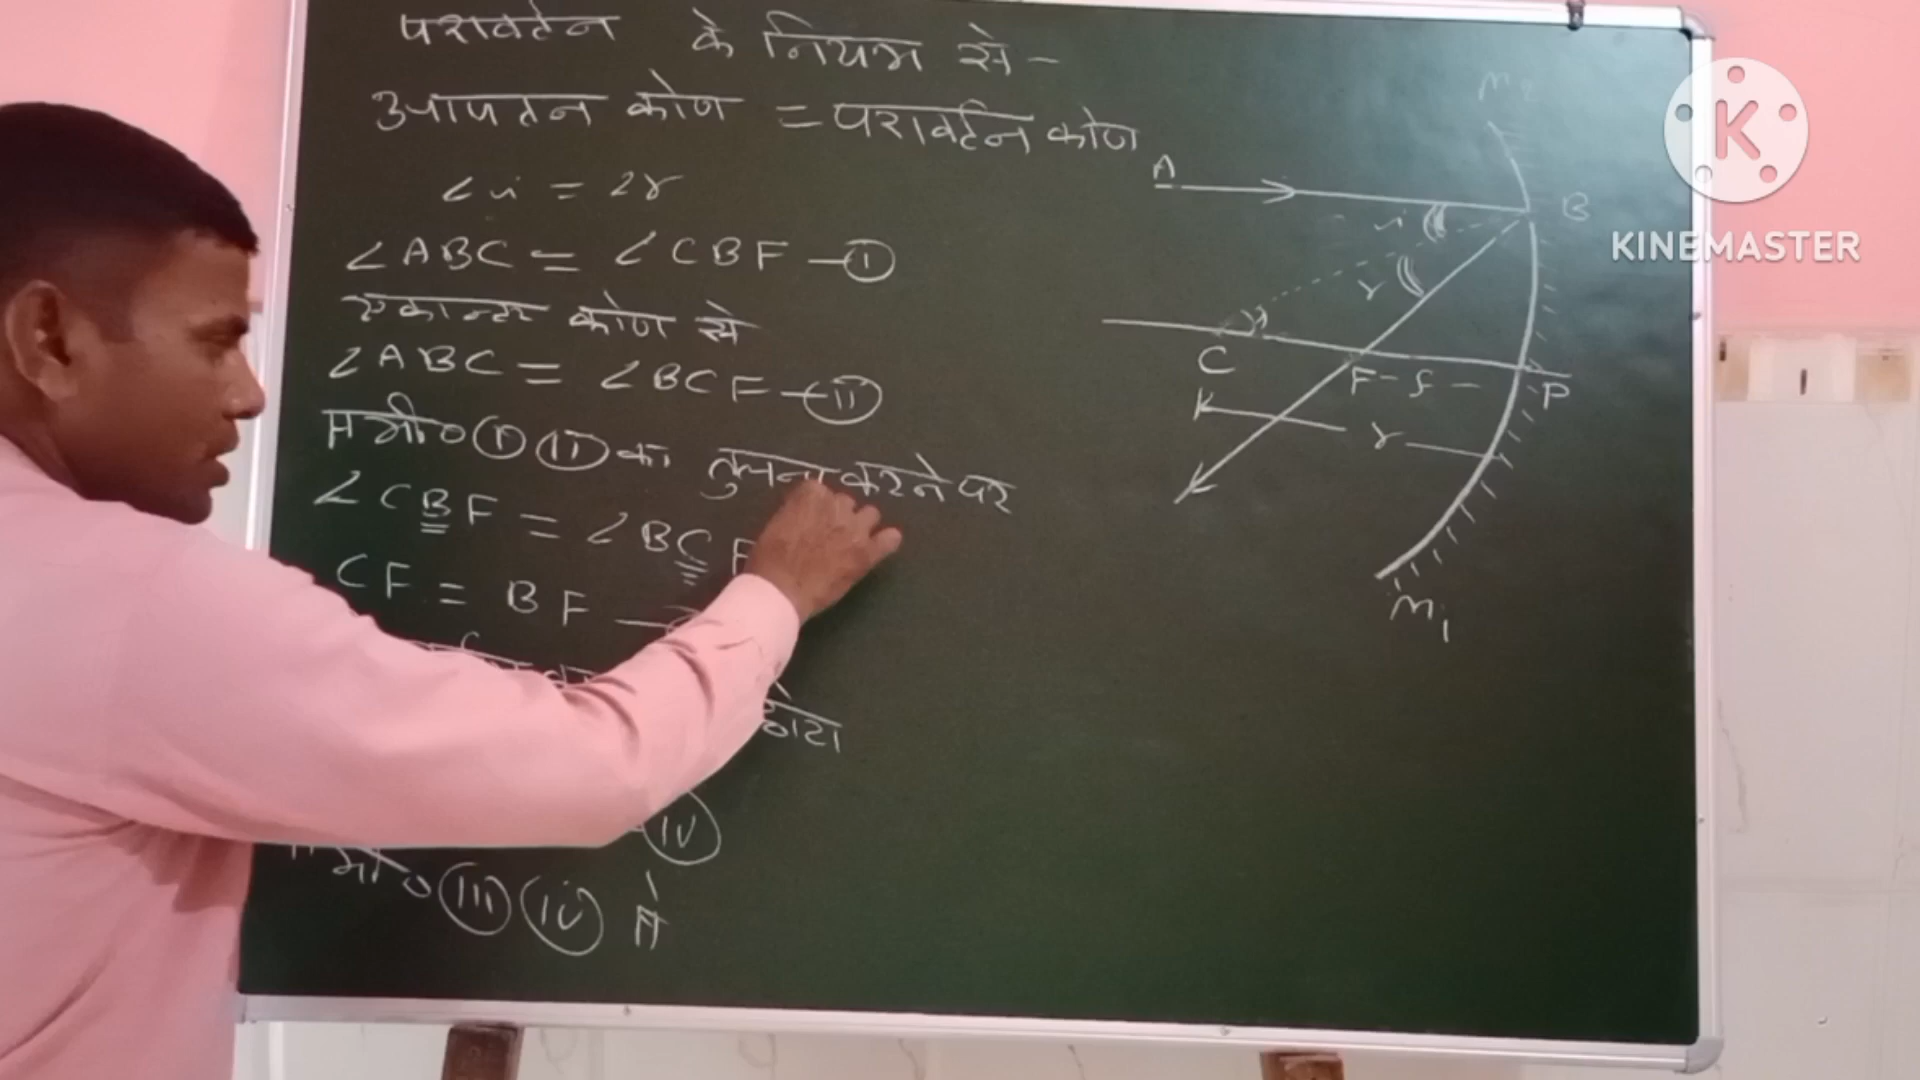 परावर्तन के नियम से -
आपतन कोण = परावर्तन कोण
∠i = ∠r
∠ABC = ∠CBF - I
एकान्तर कोण से
∠ABC = ∠BCF - II
समी० I II का तुलना करने पर
∠CBF = ∠BCF
CF = BF -
छोटा
IV
समी० III IV से
M2
A
B
i
r
C
F - f -
P
r
M1
K
KINEMASTER